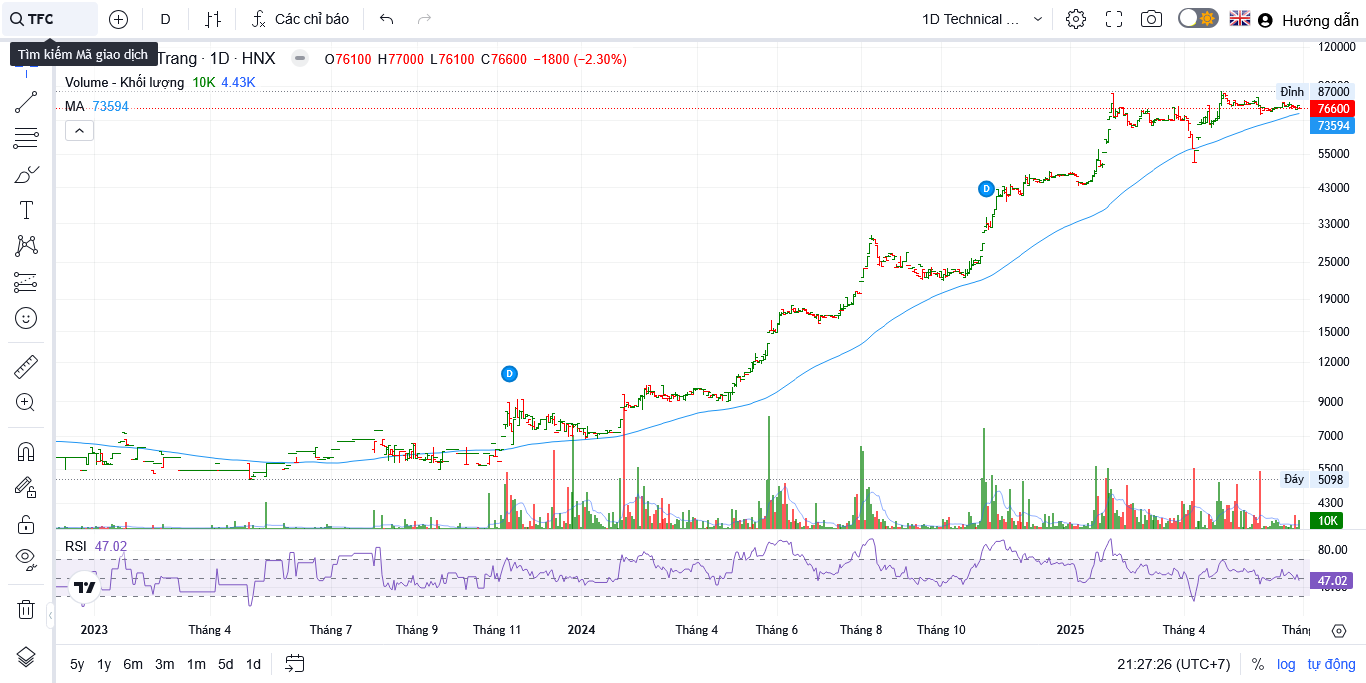 TFC
D
Các chỉ báo
1D Technical ...
Hướng dẫn
Tìm kiếm Mã giao dịch
Trang · 1D · HNX
O76100 H77000 L76100 C76600 −1800 (−2.30%)
Volume - Khối lượng 10K 4.43K
MA 73594
120000
Đỉnh 87000
76600
73594
55000
43000
33000
25000
19000
15000
12000
9000
7000
5500
Đáy 5098
4300
10K
D
D
RSI 47.02
80.00
47.02
2023
Tháng 4
Tháng 7
Tháng 9
Tháng 11
2024
Tháng 4
Tháng 6
Tháng 8
Tháng 10
2025
Tháng 4
5y 1y 6m 3m 1m 5d 1d
21:27:26 (UTC+7)
% log tự động